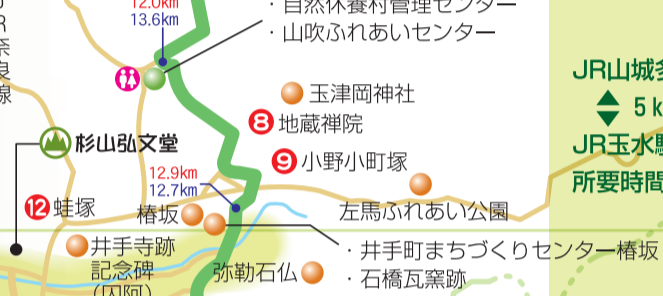 12.0km
13.6km
・自然休養村管理センター
・山吹ふれあいセンター
奈良線
玉津岡神社
8 地蔵禅院
杉山弘文堂
9 小野小町塚
12.9km
12.7km
12 蛙塚
椿坂
左馬ふれあい公園
井手寺跡
記念碑
・井手町まちづくりセンター椿坂
弥勒石仏
・石橋瓦窯跡
JR山城多
5k
JR玉水駅
所要時間